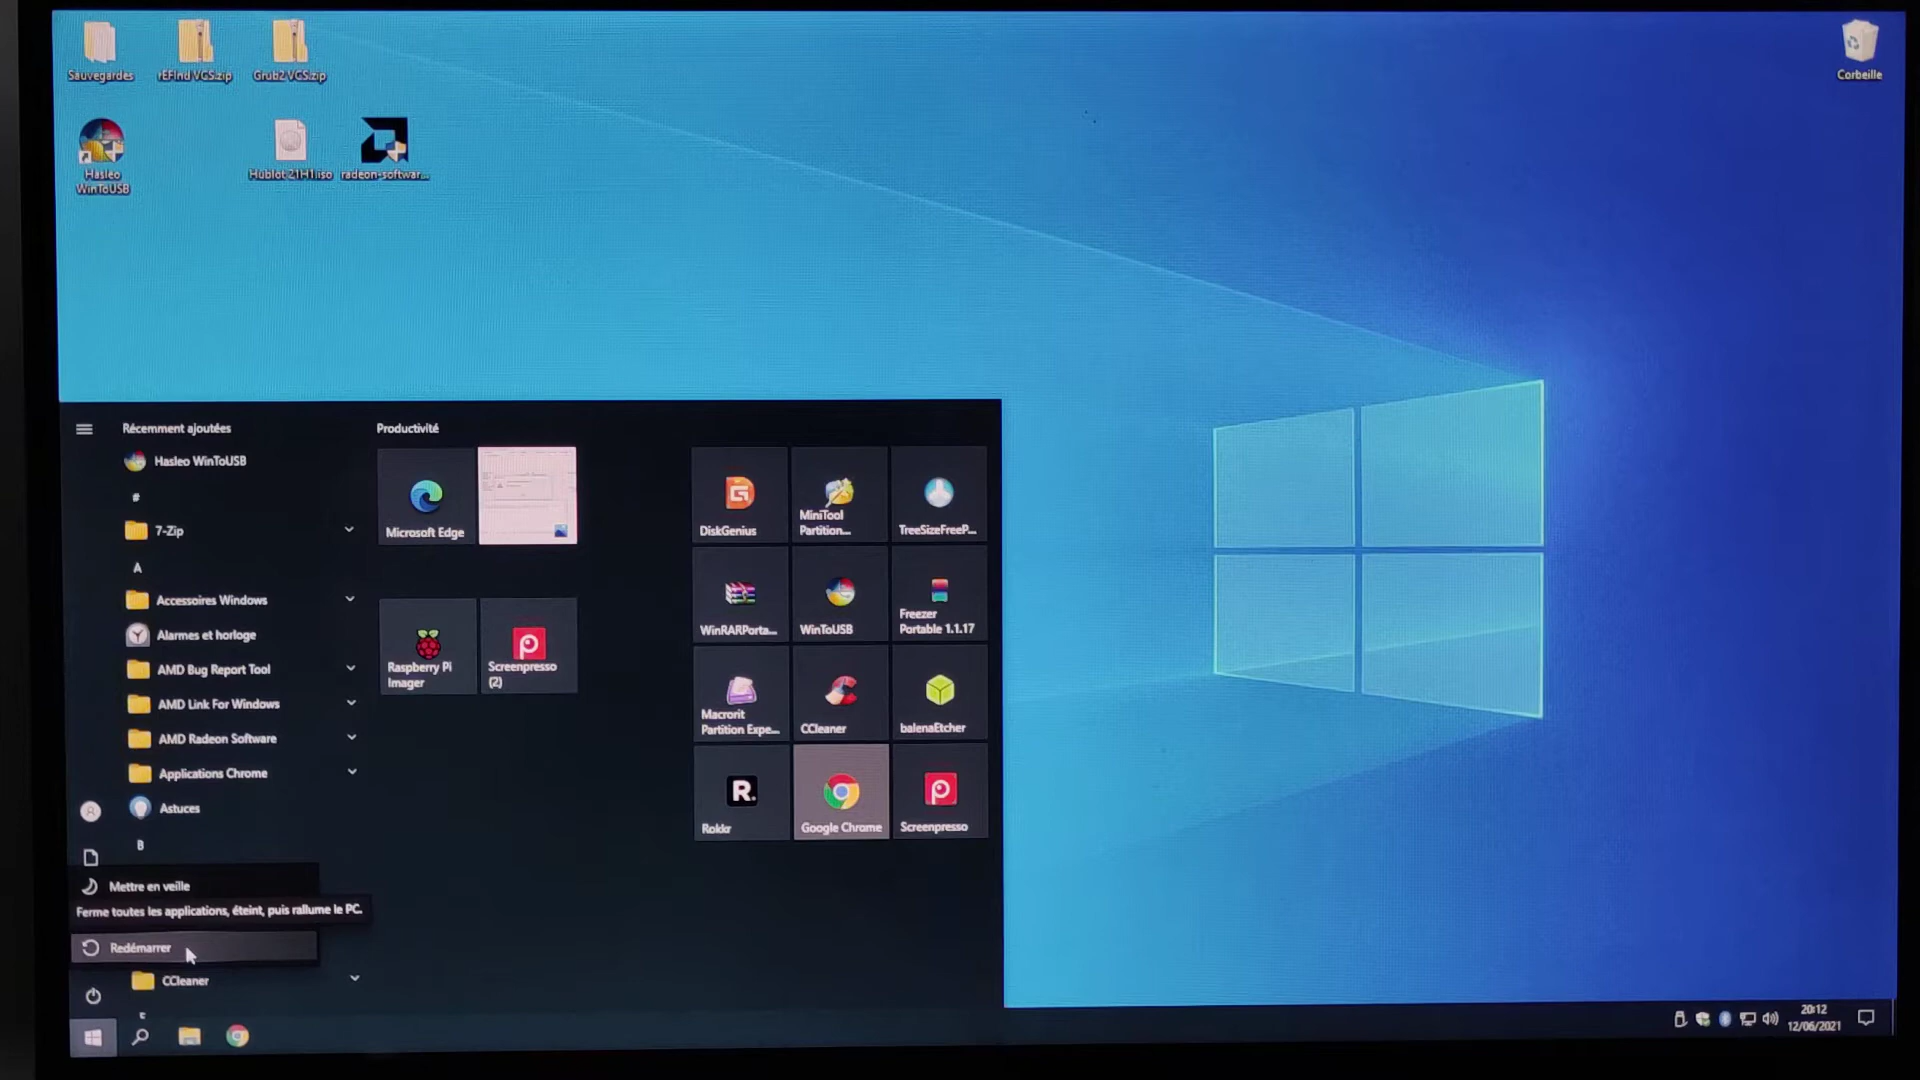 Sauvegardes
rEFInd VGS.zip
Grub2 VGS.zip
Corbeille
Hasleo
WinToUSB
Hublot 21H1.iso
radeon-softwar...
Récemment ajoutées
Hasleo WinToUSB
#
7-Zip
A
Accessoires Windows
Alarmes et horloge
AMD Bug Report Tool
AMD Link For Windows
AMD Radeon Software
Applications Chrome
Astuces
B
Mettre en veille
Ferme toutes les applications, éteint, puis rallume le PC.
Redémarrer
CCleaner
Productivité
Microsoft Edge
Raspberry Pi
Imager
Screenpresso
(2)
DiskGenius
MiniTool
Partition...
TreeSizeFreeP...
WinRARPorta...
WinToUSB
Freezer
Portable 1.1.17
Macrorit
Partition Expe...
CCleaner
balenaEtcher
Rokkr
Google Chrome
Screenpresso
20:12
12/06/2021